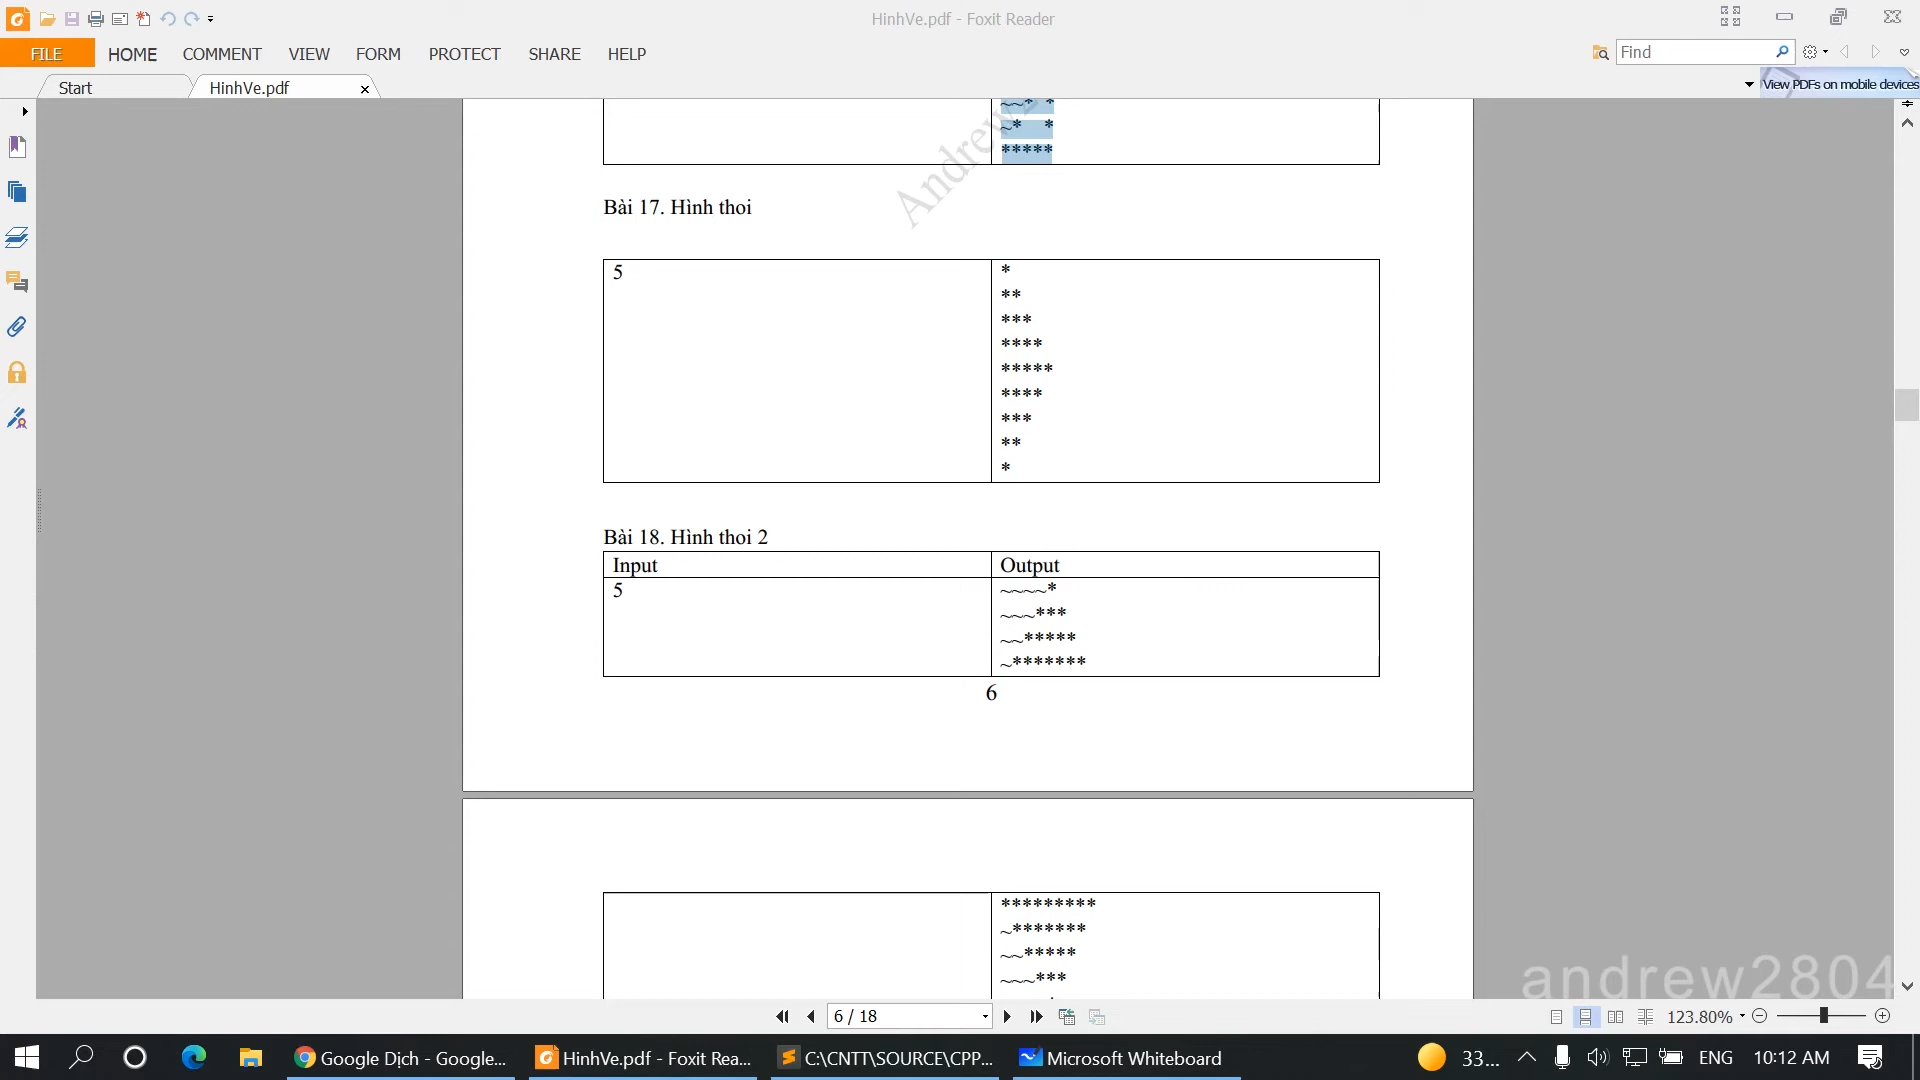 HinhVe.pdf - Foxit Reader
FILE HOME COMMENT VIEW FORM PROTECT SHARE HELP
Find
Start HinhVe.pdf
View PDFs on mobile devices
~~* *
~*  *
*****
Andrew2
Bài 17. Hình thoi
5
*
**
***
****
*****
****
***
**
*
Bài 18. Hình thoi 2
Input Output
5
~~~~*
~~~***
~~*****
~*******
6
*********
~*******
~~*****
~~~***
andrew2804
6 / 18
123.80%
Google Dịch - Google... HinhVe.pdf - Foxit Rea... C:\CNTT\SOURCE\CPP... Microsoft Whiteboard 33... ENG 10:12 AM